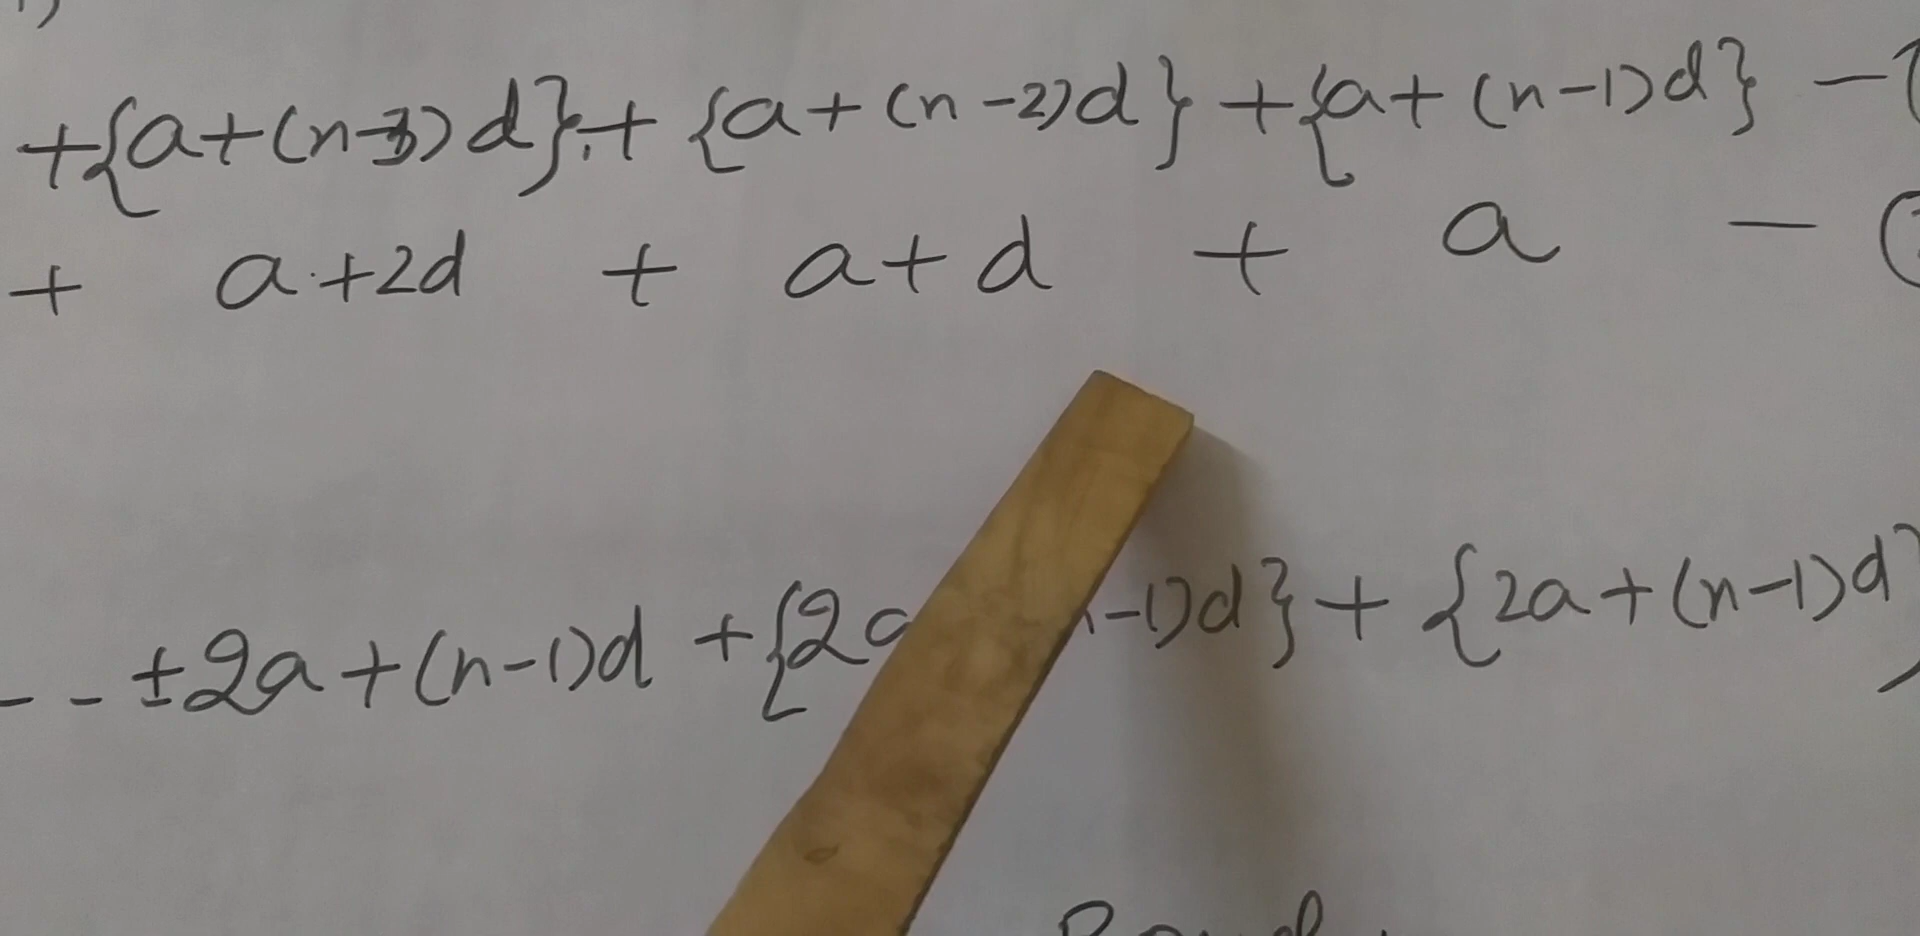 +{a+(n-3)d}+ {a+(n-2)d} +{a+(n-1)d} -
+ a+2d + a+d + a -
-- +2a+(n-1)d +{2a -1)d} + {2a+(n-1)d}